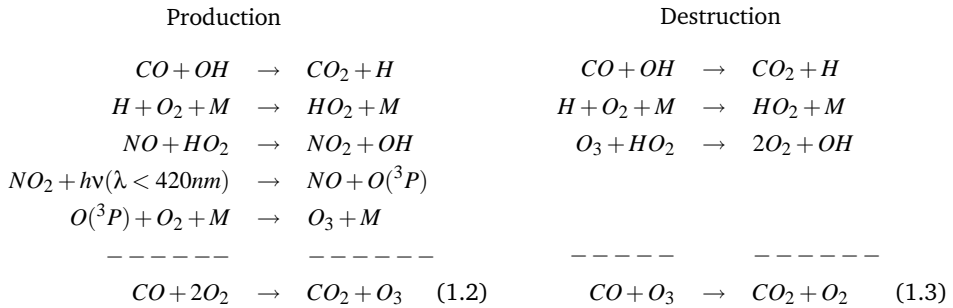 Production Destruction
CO + OH → CO₂ + H CO + OH → CO₂ + H
H + O₂ + M → HO₂ + M H + O₂ + M → HO₂ + M
NO + HO₂ → NO₂ + OH O₃ + HO₂ → 2O₂ + OH
NO₂ + hν(λ < 420nm) → NO + O(³P)
O(³P) + O₂ + M → O₃ + M
− − − − − − − − − − − − − − − − − − − − − − −
CO + 2O₂ → CO₂ + O₃ (1.2) CO + O₃ → CO₂ + O₂ (1.3)